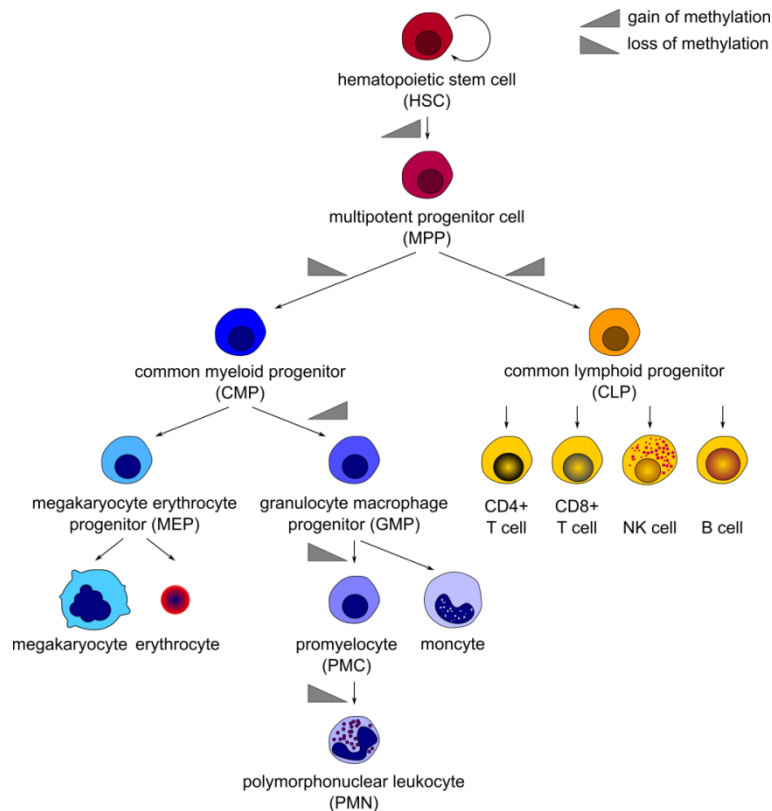 gain of methylation
loss of methylation
hematopoietic stem cell
(HSC)
multipotent progenitor cell
(MPP)
common myeloid progenitor
(CMP)
common lymphoid progenitor
(CLP)
megakaryocyte erythrocyte
progenitor (MEP)
granulocyte macrophage
progenitor (GMP)
CD4+
T cell
CD8+
T cell
NK cell
B cell
megakaryocyte
erythrocyte
promyelocyte
(PMC)
moncyte
polymorphonuclear leukocyte
(PMN)